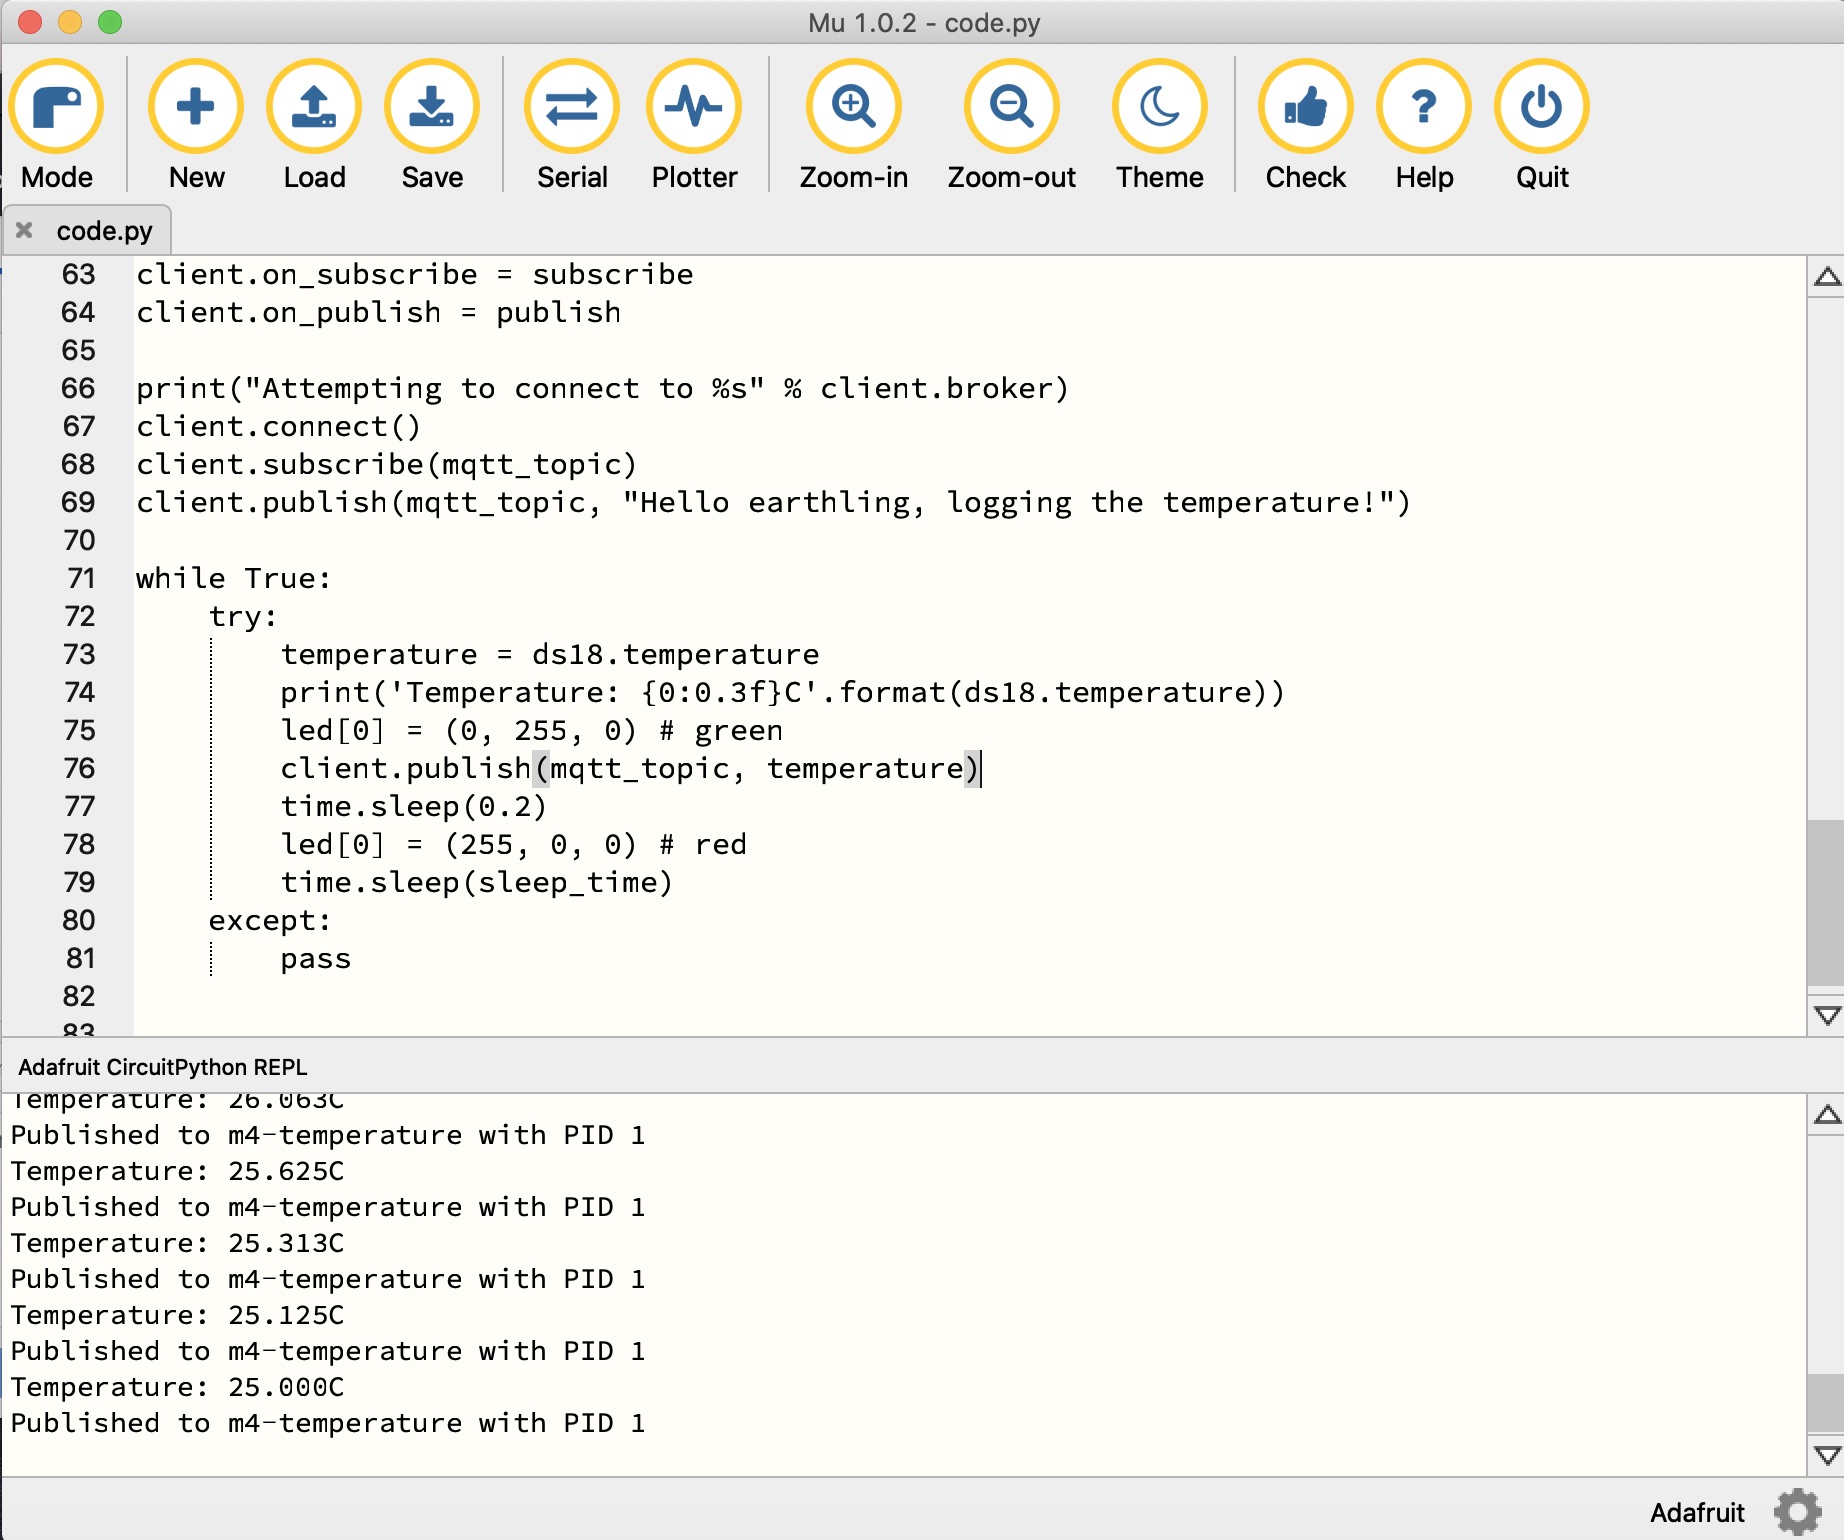 Mu 1.0.2 - code.py
Mode New Load Save Serial Plotter Zoom-in Zoom-out Theme Check Help Quit
code.py
63 client.on_subscribe = subscribe
64 client.on_publish = publish
65
66 print("Attempting to connect to %s" % client.broker)
67 client.connect()
68 client.subscribe(mqtt_topic)
69 client.publish(mqtt_topic, "Hello earthling, logging the temperature!")
70
71 while True:
72     try:
73         temperature = ds18.temperature
74         print('Temperature: {0:0.3f}C'.format(ds18.temperature))
75         led[0] = (0, 255, 0) # green
76         client.publish(mqtt_topic, temperature)
77         time.sleep(0.2)
78         led[0] = (255, 0, 0) # red
79         time.sleep(sleep_time)
80     except:
81         pass
82
83
Adafruit CircuitPython REPL
Temperature: 26.063C
Published to m4-temperature with PID 1
Temperature: 25.625C
Published to m4-temperature with PID 1
Temperature: 25.313C
Published to m4-temperature with PID 1
Temperature: 25.125C
Published to m4-temperature with PID 1
Temperature: 25.000C
Published to m4-temperature with PID 1
Adafruit